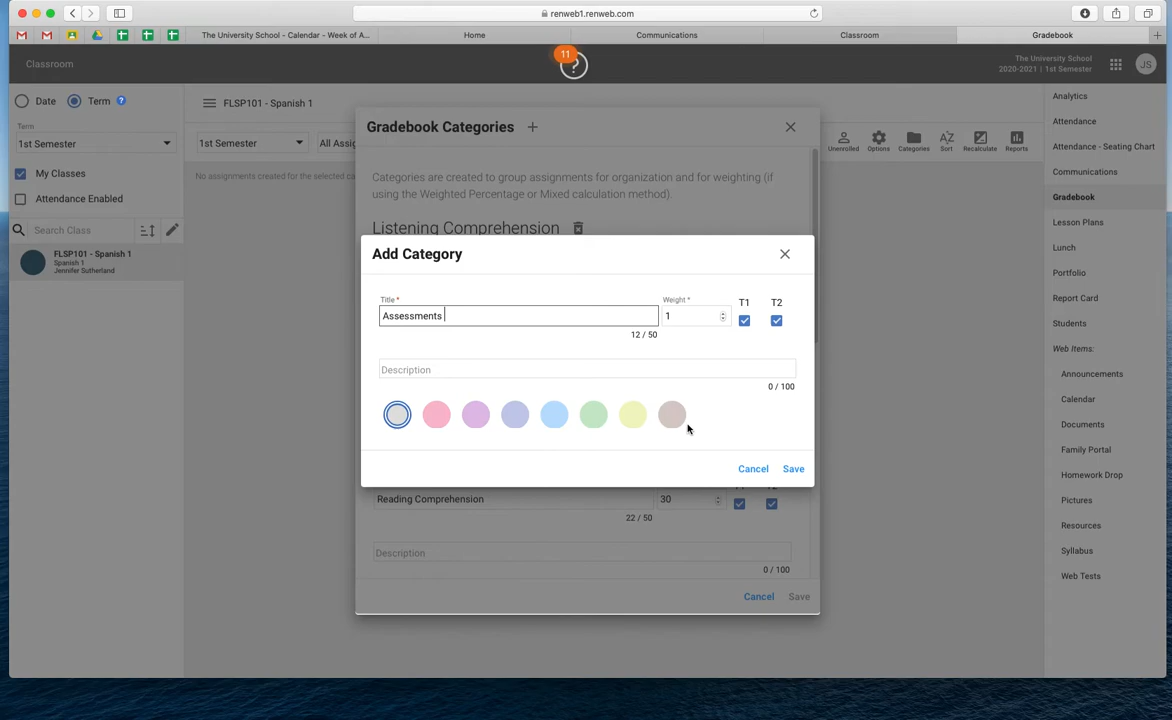 renweb1.renweb.com
The University School - Calendar - Week of A...
Home
Communications
Classroom
Gradebook
Classroom
11
?
The University School
2020-2021 | 1st Semester
JS
Date
Term
?
Term
1st Semester
My Classes
Attendance Enabled
Search Class
FLSP101 - Spanish 1
Spanish 1
Jennifer Sutherland
FLSP101 - Spanish 1
1st Semester
All Assig
No assignments created for the selected ca
Unenrolled
Options
Categories
AZ
Sort
Recalculate
Reports
Gradebook Categories
Categories are created to group assignments for organization and for weighting (if
using the Weighted Percentage or Mixed calculation method).
Listening Comprehension
Add Category
Title *
Assessments
12 / 50
Weight *
1
T1
T2
Description
0 / 100
Cancel
Save
Reading Comprehension
30
22 / 50
Description
0 / 100
Cancel
Save
Analytics
Attendance
Attendance - Seating Chart
Communications
Gradebook
Lesson Plans
Lunch
Portfolio
Report Card
Students
Web Items:
Announcements
Calendar
Documents
Family Portal
Homework Drop
Pictures
Resources
Syllabus
Web Tests